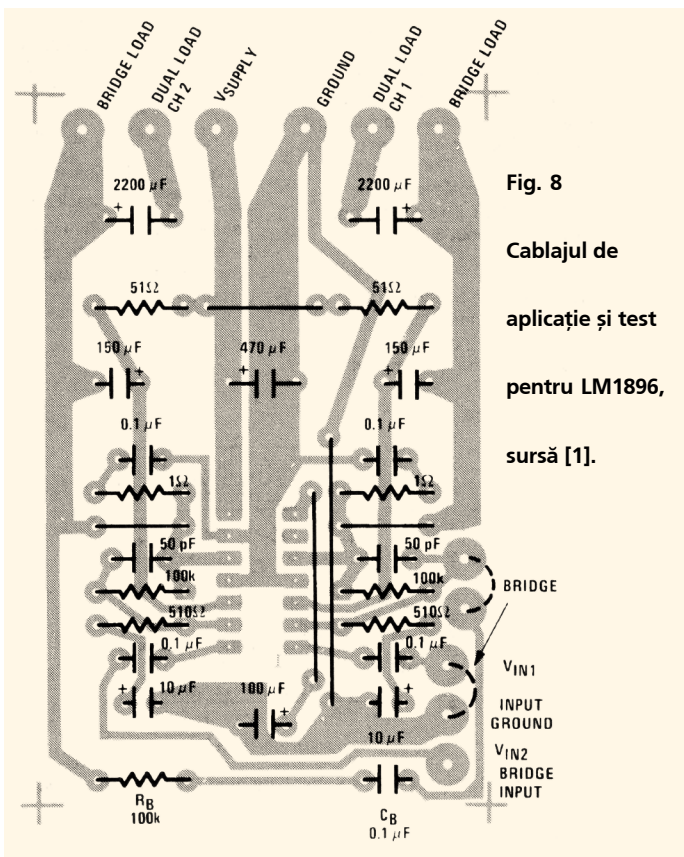 BRIDGE LOAD
DUAL LOAD
CH 2
VSUPPLY
GROUND
DUAL LOAD
CH 1
BRIDGE LOAD
2200 µF
+
2200 µF
+
51Ω
51Ω
150 µF
+
470 µF
+
150 µF
+
0.1 µF
0.1 µF
1Ω
1Ω
50 pF
50 pF
100k
100k
510Ω
510Ω
0.1 µF
0.1 µF
+
10 µF
100 µF
+
+
10 µF
BRIDGE
VIN1
INPUT
GROUND
VIN2
BRIDGE
INPUT
RB
100k
CB
0.1 µF
Fig. 8
Cablajul de
aplicație și test
pentru LM1896,
sursă [1].